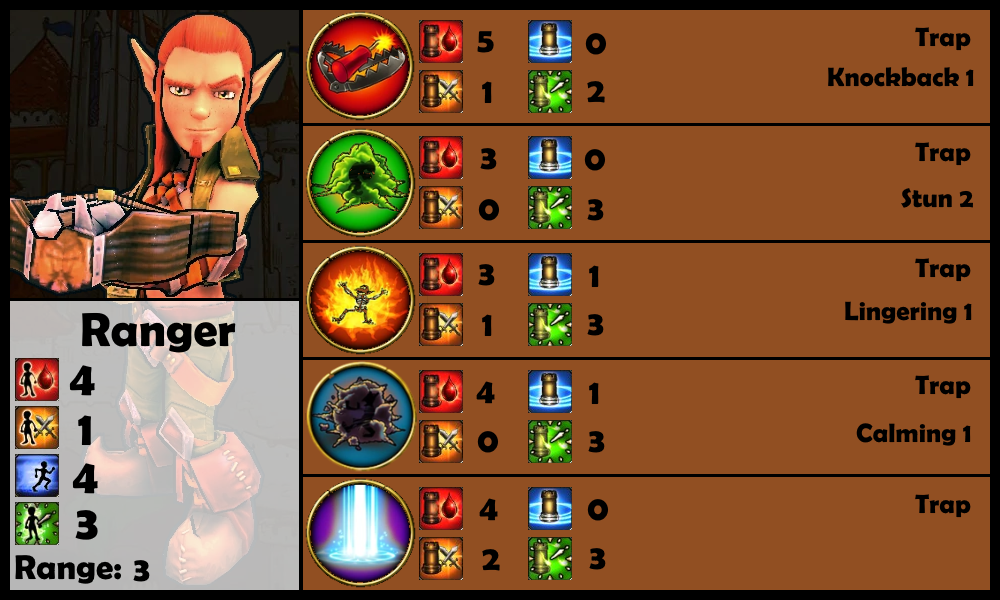 Ranger
4
1
4
3
Range: 3
5 0 Trap
1 2 Knockback 1
3 0 Trap
0 3 Stun 2
3 1 Trap
1 3 Lingering 1
4 1 Trap
0 3 Calming 1
4 0 Trap
2 3